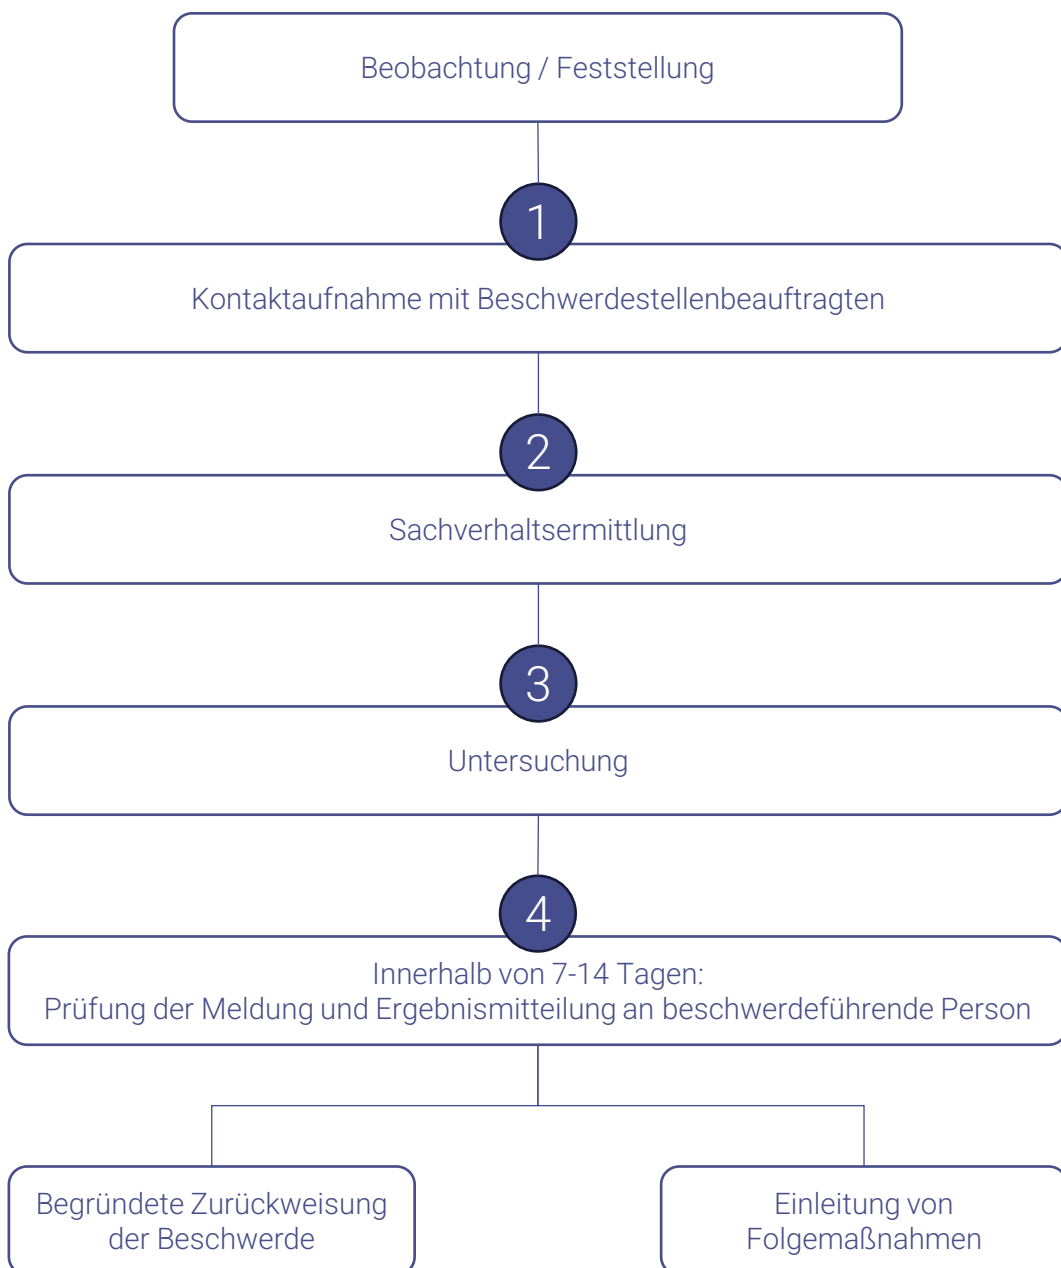 Beobachtung / Feststellung
1
Kontaktaufnahme mit Beschwerdestellenbeauftragten
2
Sachverhaltsermittlung
3
Untersuchung
4
Innerhalb von 7-14 Tagen:
Prüfung der Meldung und Ergebnismitteilung an beschwerdeführende Person
Begründete Zurückweisung
der Beschwerde
Einleitung von
Folgemaßnahmen